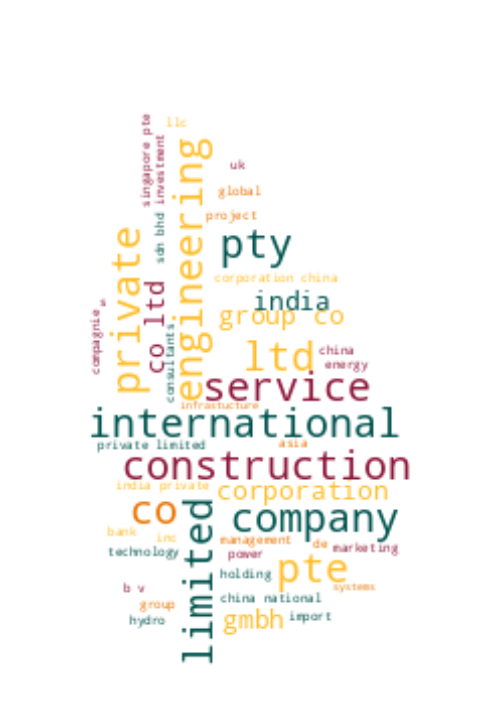 llc
singapore pte
investment
engineering
uk
global
project
sdn bhd
private
pty
corporation china
co ltd
india
group co
compagnie
consultants
ltd
china
energy
service
infrastucture
international
private limited
asia
construction
india private
corporation
co
limited
company
bank
inc
management
de
marketing
technology
power
pte
holding
systems
b v
china national
group
hydro
gmbh
import